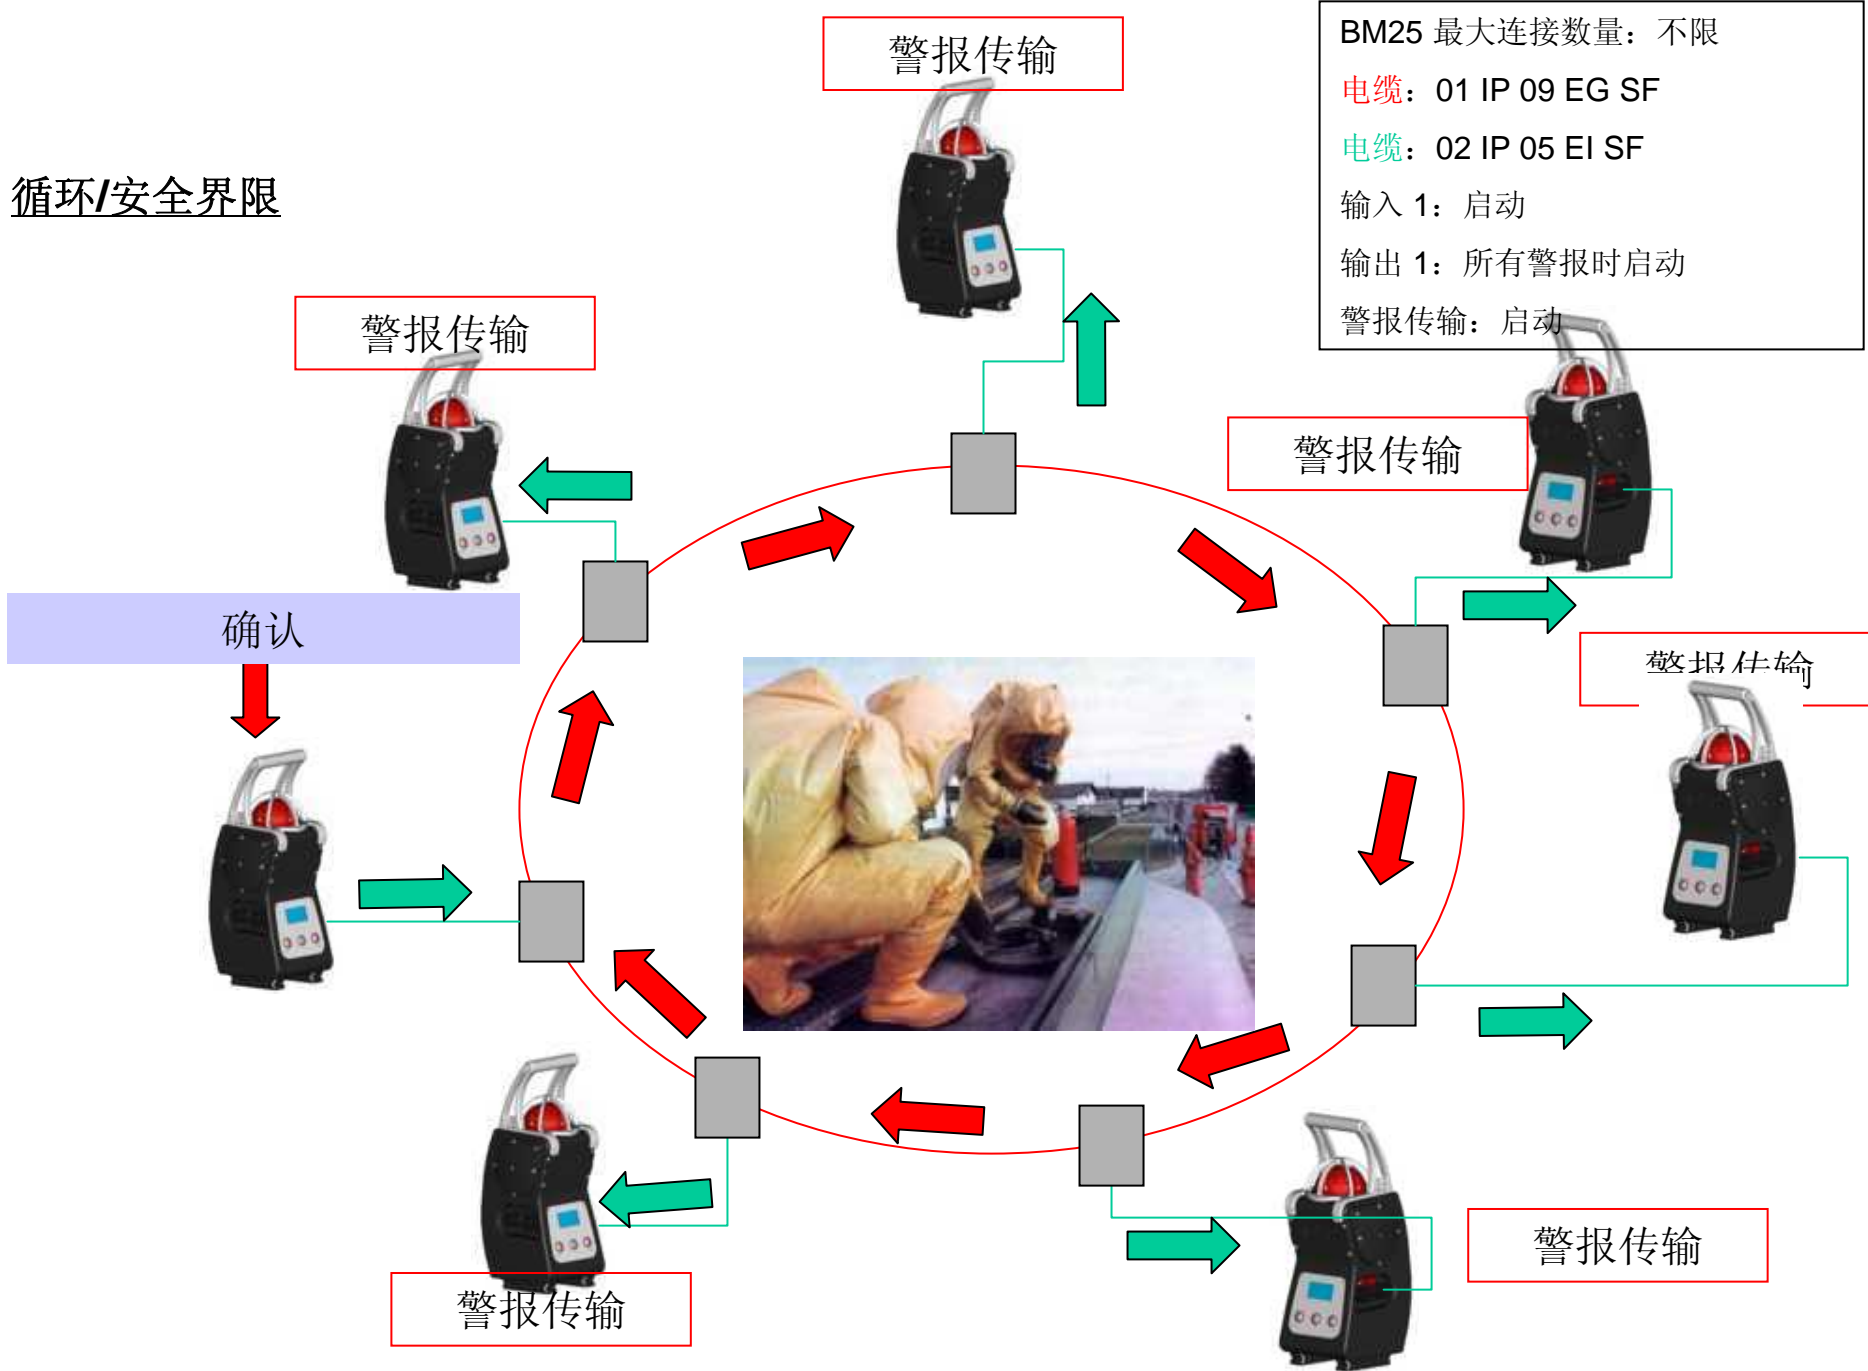 警报传输
BM25 最大连接数量：不限
电缆：01 IP 09 EG SF
电缆：02 IP 05 EI SF
输入 1：启动
输出 1：所有警报时启动
警报传输：启动
循环/安全界限
警报传输
警报传输
确认
警报传输
警报传输
警报传输